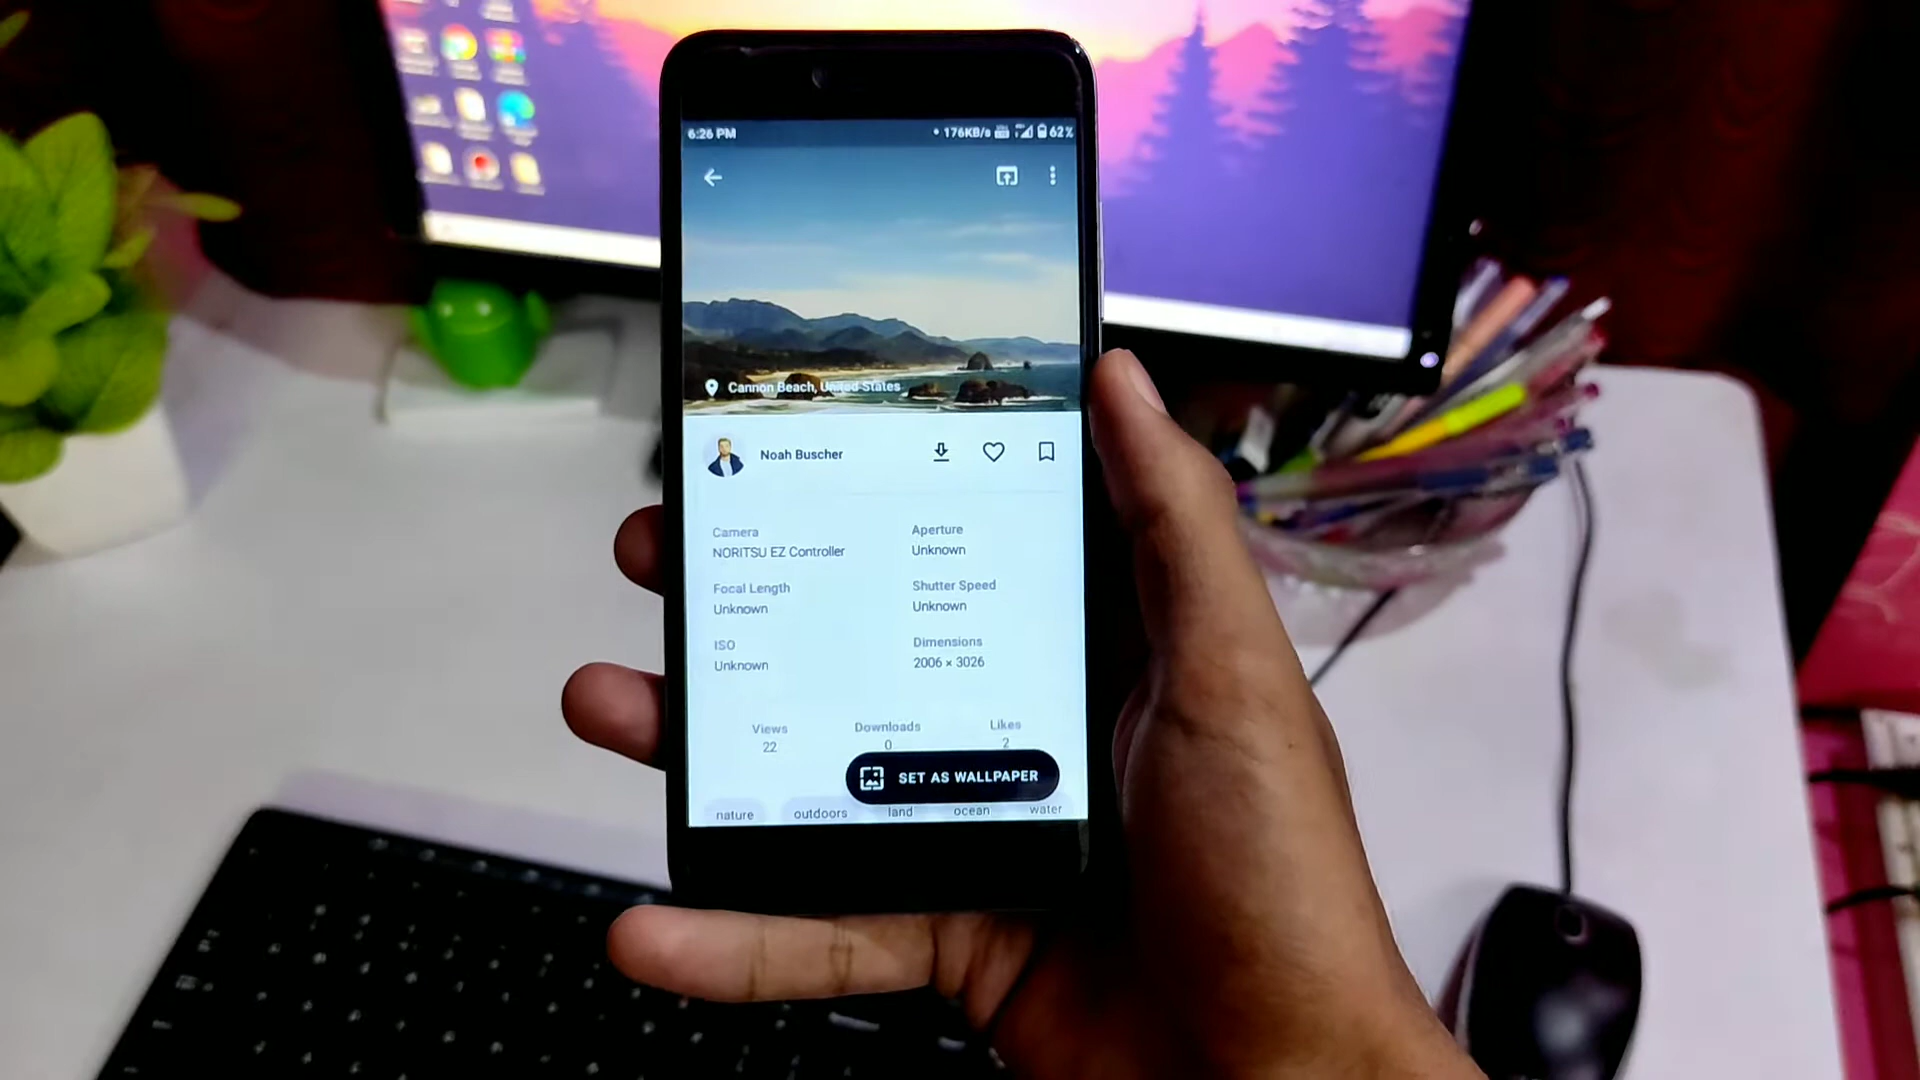 6:26 PM • 176KB/s 62%
Cannon Beach, United States
Noah Buscher
Camera
NORITSU EZ Controller
Aperture
Unknown
Focal Length
Unknown
Shutter Speed
Unknown
ISO
Unknown
Dimensions
2006 × 3026
Views
22
Downloads
0
Likes
2
SET AS WALLPAPER
nature outdoors land ocean water